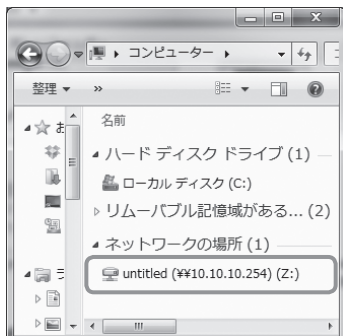 コンピューター
整理
»
お
名前
ハード ディスク ドライブ (1)
ローカル ディスク (C:)
リムーバブル記憶域がある... (2)
ネットワークの場所 (1)
untitled (¥¥10.10.10.254) (Z:)
ラ